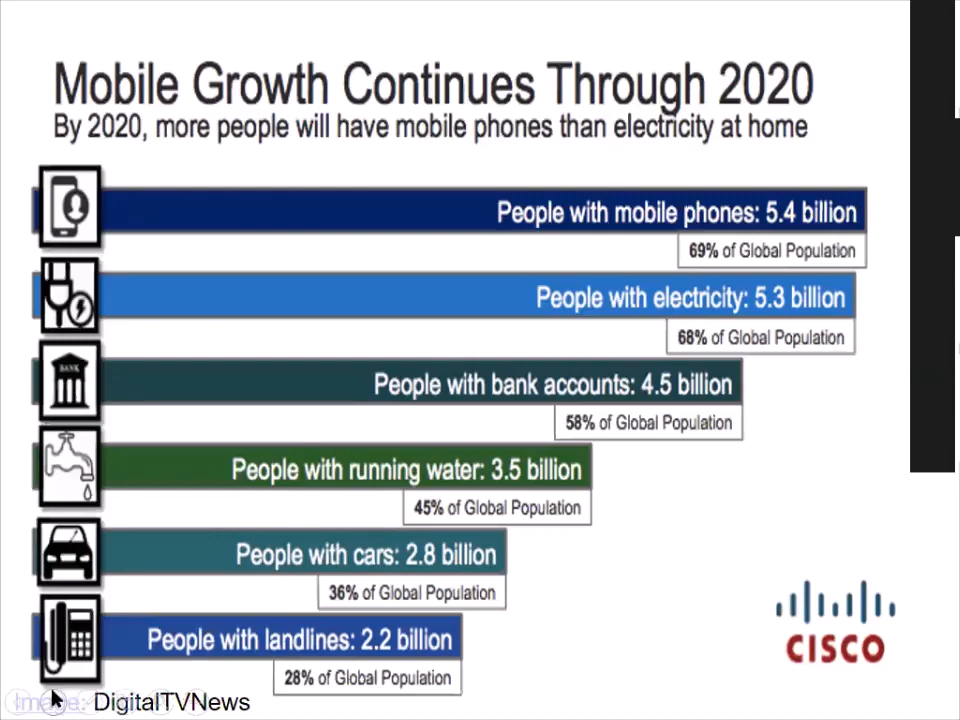 Mobile Growth Continues Through 2020
By 2020, more people will have mobile phones than electricity at home
People with mobile phones: 5.4 billion
69% of Global Population
People with electricity: 5.3 billion
68% of Global Population
BANK
People with bank accounts: 4.5 billion
58% of Global Population
People with running water: 3.5 billion
45% of Global Population
People with cars: 2.8 billion
36% of Global Population
People with landlines: 2.2 billion
28% of Global Population
CISCO
Image: DigitalTVNews